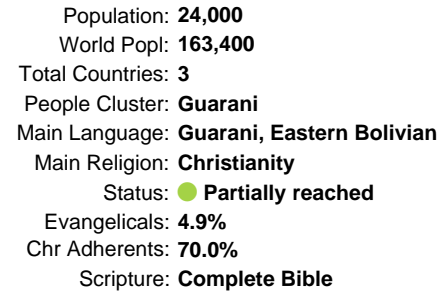 Population: 24,000
World Popl: 163,400
Total Countries: 3
People Cluster: Guarani
Main Language: Guarani, Eastern Bolivian
Main Religion: Christianity
Status: Partially reached
Evangelicals: 4.9%
Chr Adherents: 70.0%
Scripture: Complete Bible